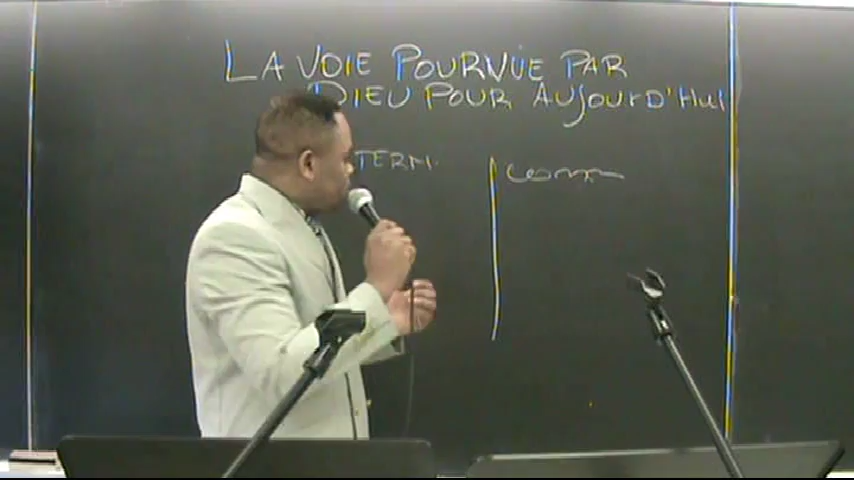 LA VOIE POURVUE PAR
DIEU POUR AUJOURD'HUI
TERM.